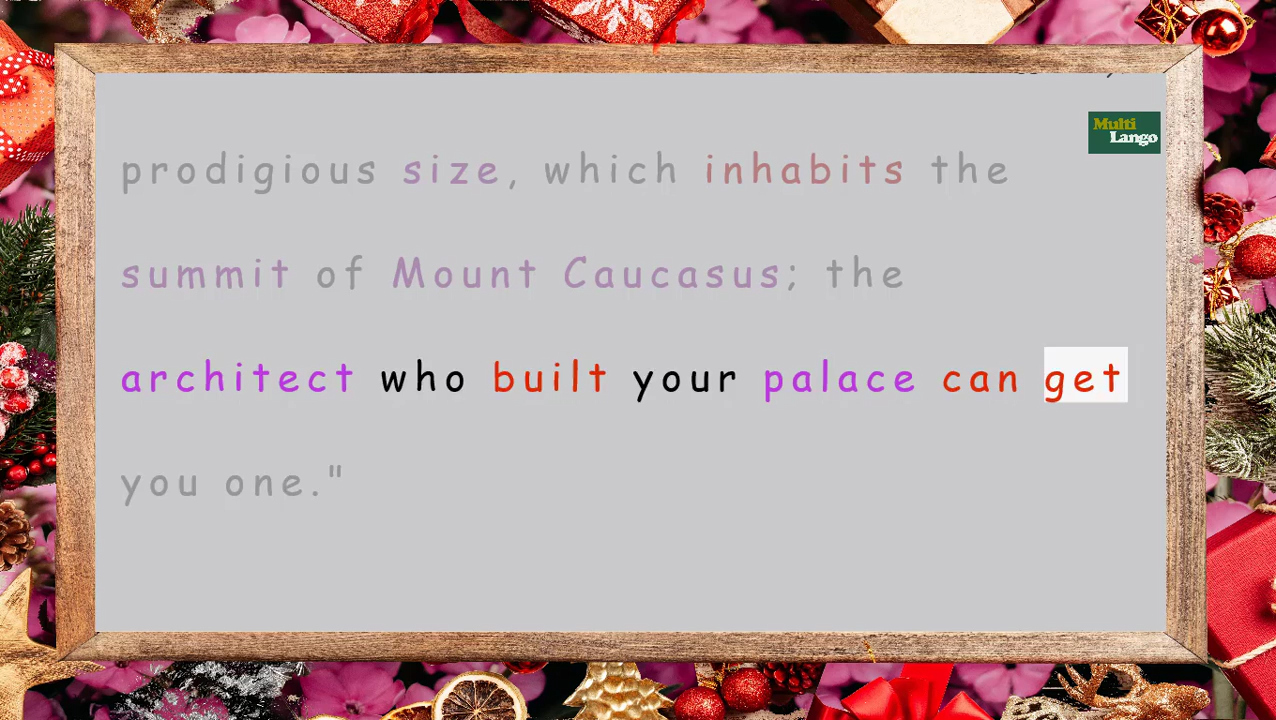 Multi
Lango
prodigious size, which inhabits the
summit of Mount Caucasus; the
architect who built your palace can get
you one."